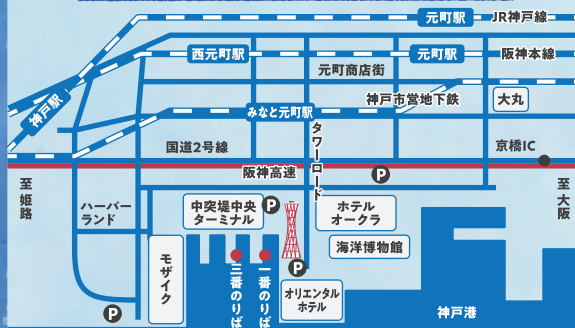 元町駅
JR神戸線
西元町駅
元町駅
阪神本線
元町商店街
神戸駅
神戸市営地下鉄
大丸
みなと元町駅
タワーロード
国道2号線
京橋IC
阪神高速
P
至姫路
至大阪
ハーバー
ランド
中突堤中央
ターミナル
P
ホテル
オークラ
海洋博物館
モザイク
三番のりば
一番のりば
P
オリエンタル
ホテル
P
神戸港